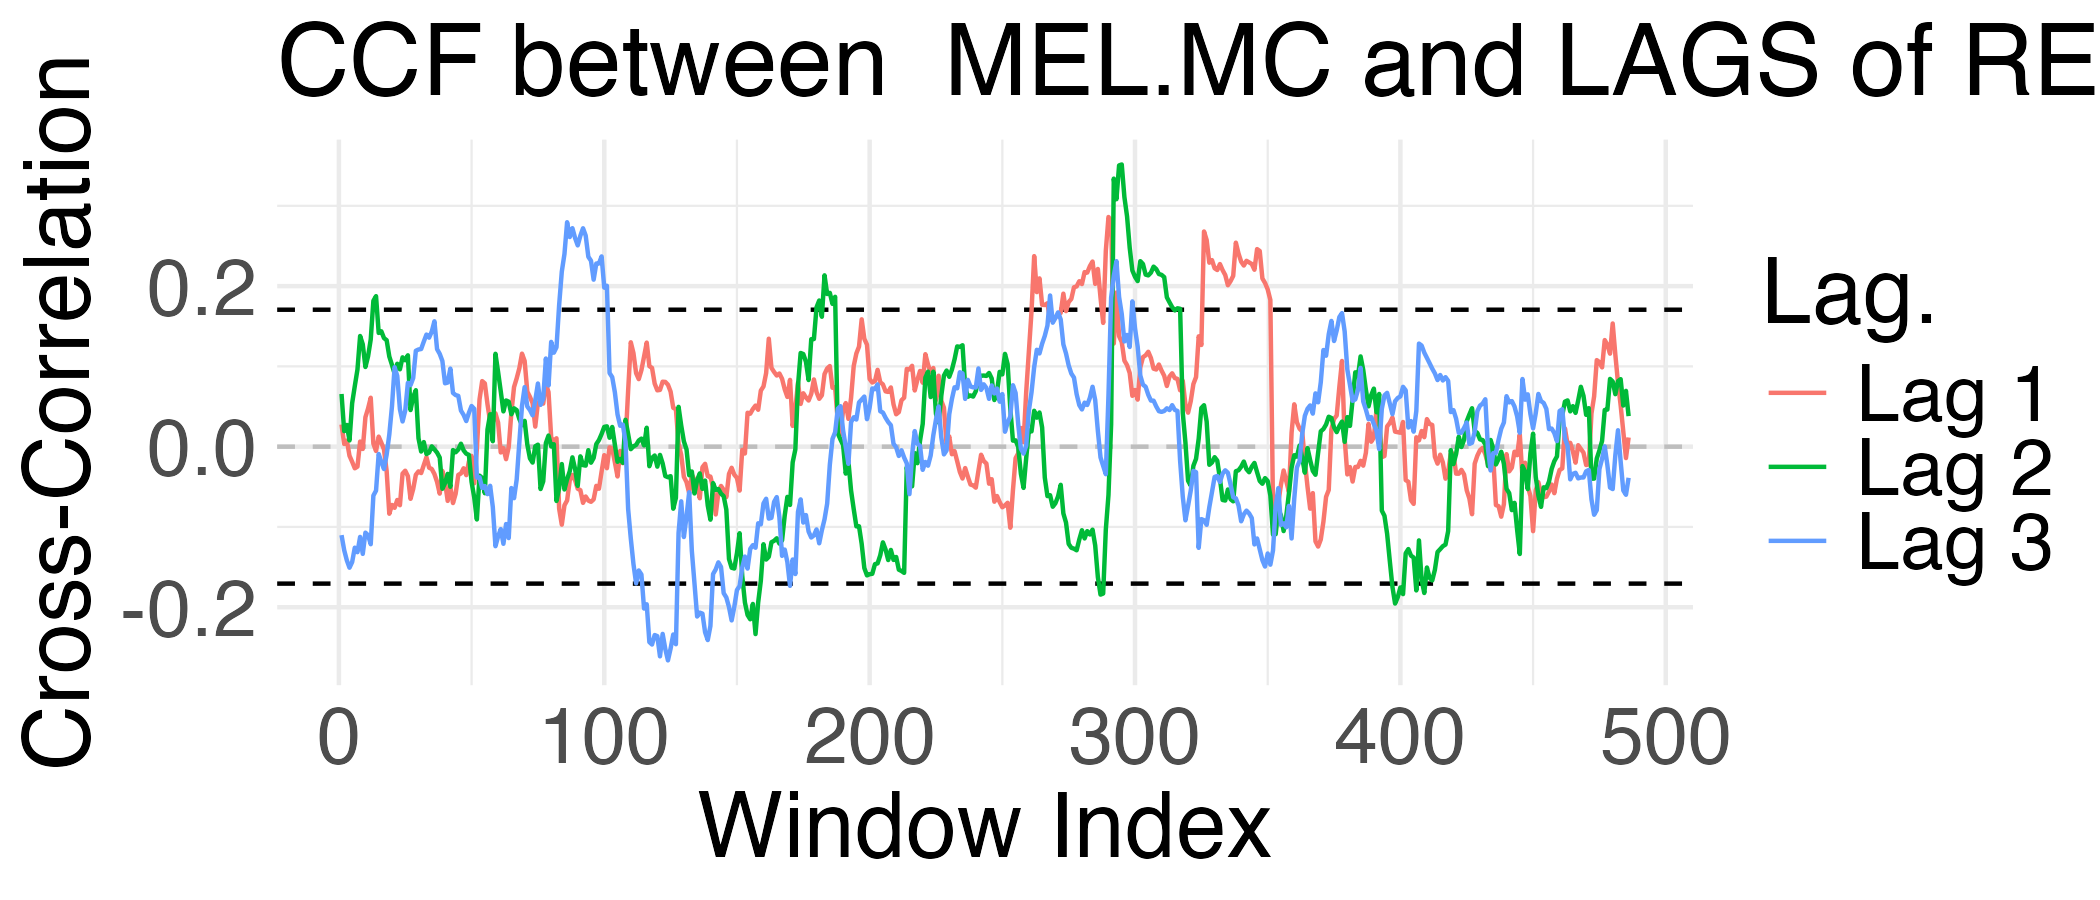 CCF between MEL.MC and LAGS of RE
Cross-Correlation
0.2
0.0
-0.2
0 100 200 300 400 500
Window Index
Lag.
Lag 1
Lag 2
Lag 3